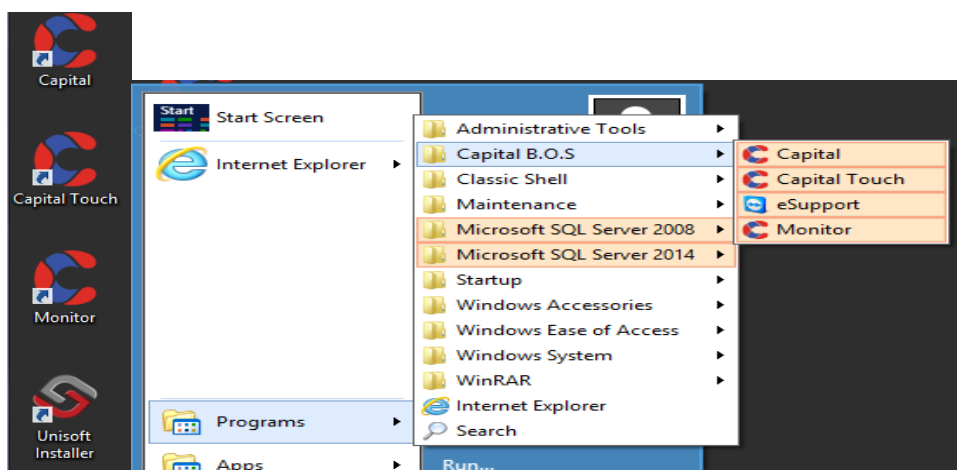 Capital
Capital Touch
Monitor
Unisoft
Installer
Start
Start Screen
Internet Explorer
Programs
Apps
Administrative Tools
Capital B.O.S
Classic Shell
Maintenance
Microsoft SQL Server 2008
Microsoft SQL Server 2014
Startup
Windows Accessories
Windows Ease of Access
Windows System
WinRAR
Internet Explorer
Search
Run...
Capital
Capital Touch
eSupport
Monitor